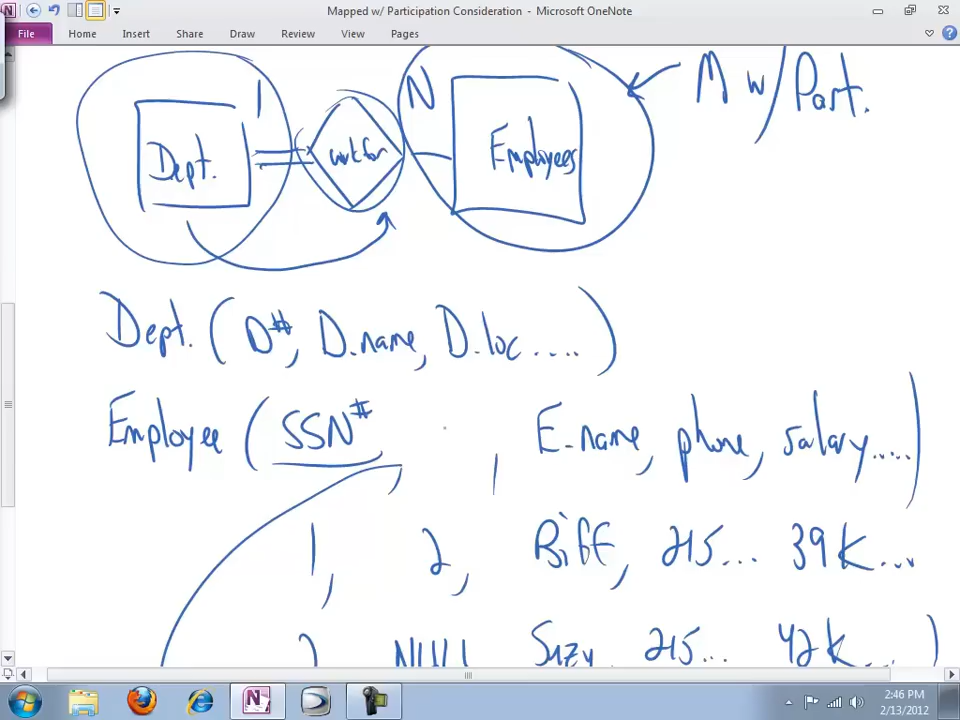 Mapped w/ Participation Consideration - Microsoft OneNote
File Home Insert Share Draw Review View Pages
1 N M w/ Part.
Dept. work for Employees
Dept. (D#, D.name, D.loc ....)
Employee (SSN#, , E-name, phone, salary.....)
1, 2, Biff, 215... 39K...
2 NULL Suzy, 215... 42K...)
2:46 PM
2/13/2012